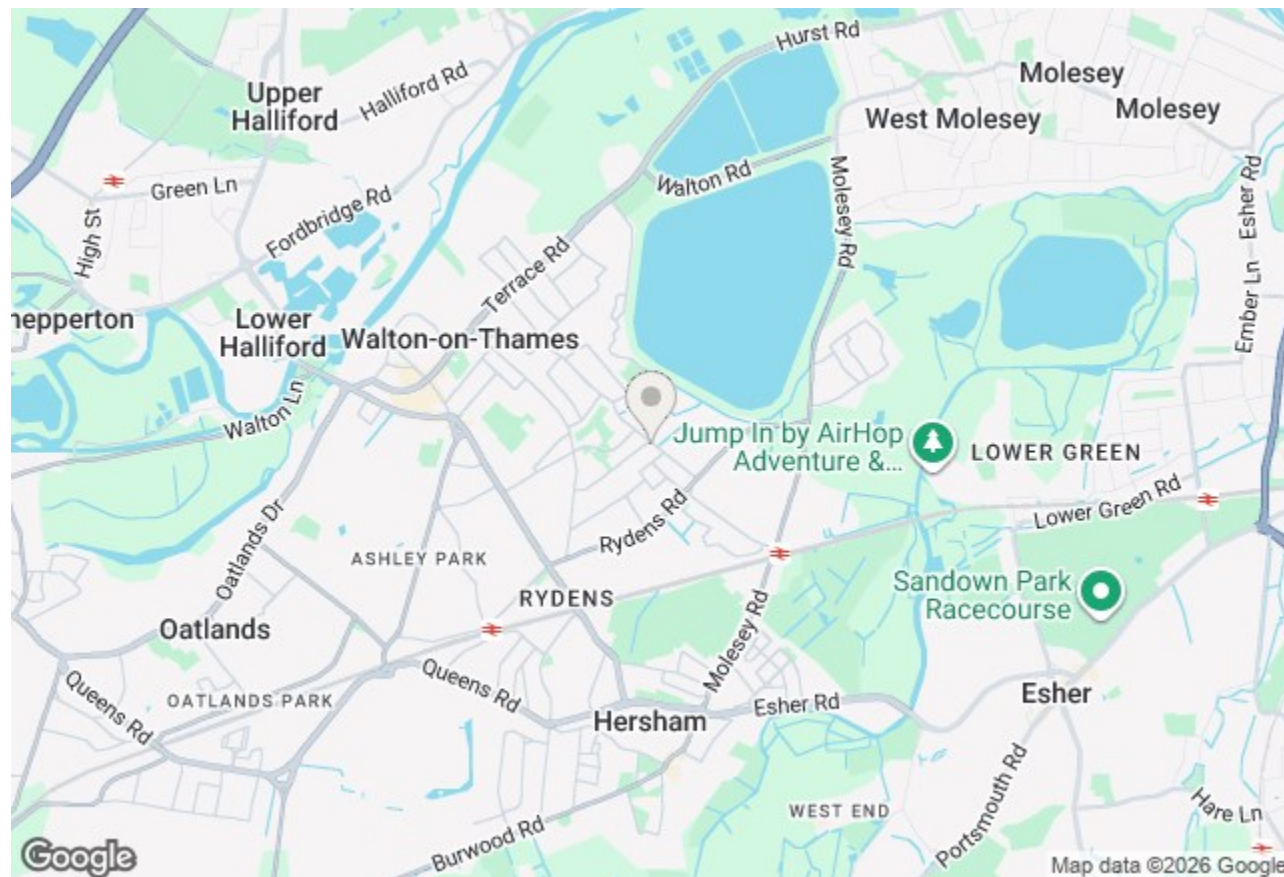 Hurst Rd
Molesey
Upper
Halliford
Halliford Rd
Molesey
West Molesey
Walton Rd
Molesey Rd
Esher Rd
Green Ln
Fordbridge Rd
High St
Terrace Rd
hepperton
Lower
Halliford
Walton-on-Thames
Ember Ln
Walton Ln
Jump In by AirHop
Adventure &...
LOWER GREEN
Lower Green Rd
Rydens Rd
Oatlands Dr
ASHLEY PARK
RYDENS
Sandown Park
Racecourse
Oatlands
Molesey Rd
Queens Rd
Queens Rd
OATLANDS PARK
Hersham
Esher Rd
Esher
Portsmouth Rd
WEST END
Hare Ln
Burwood Rd
Google
Map data ©2026 Google